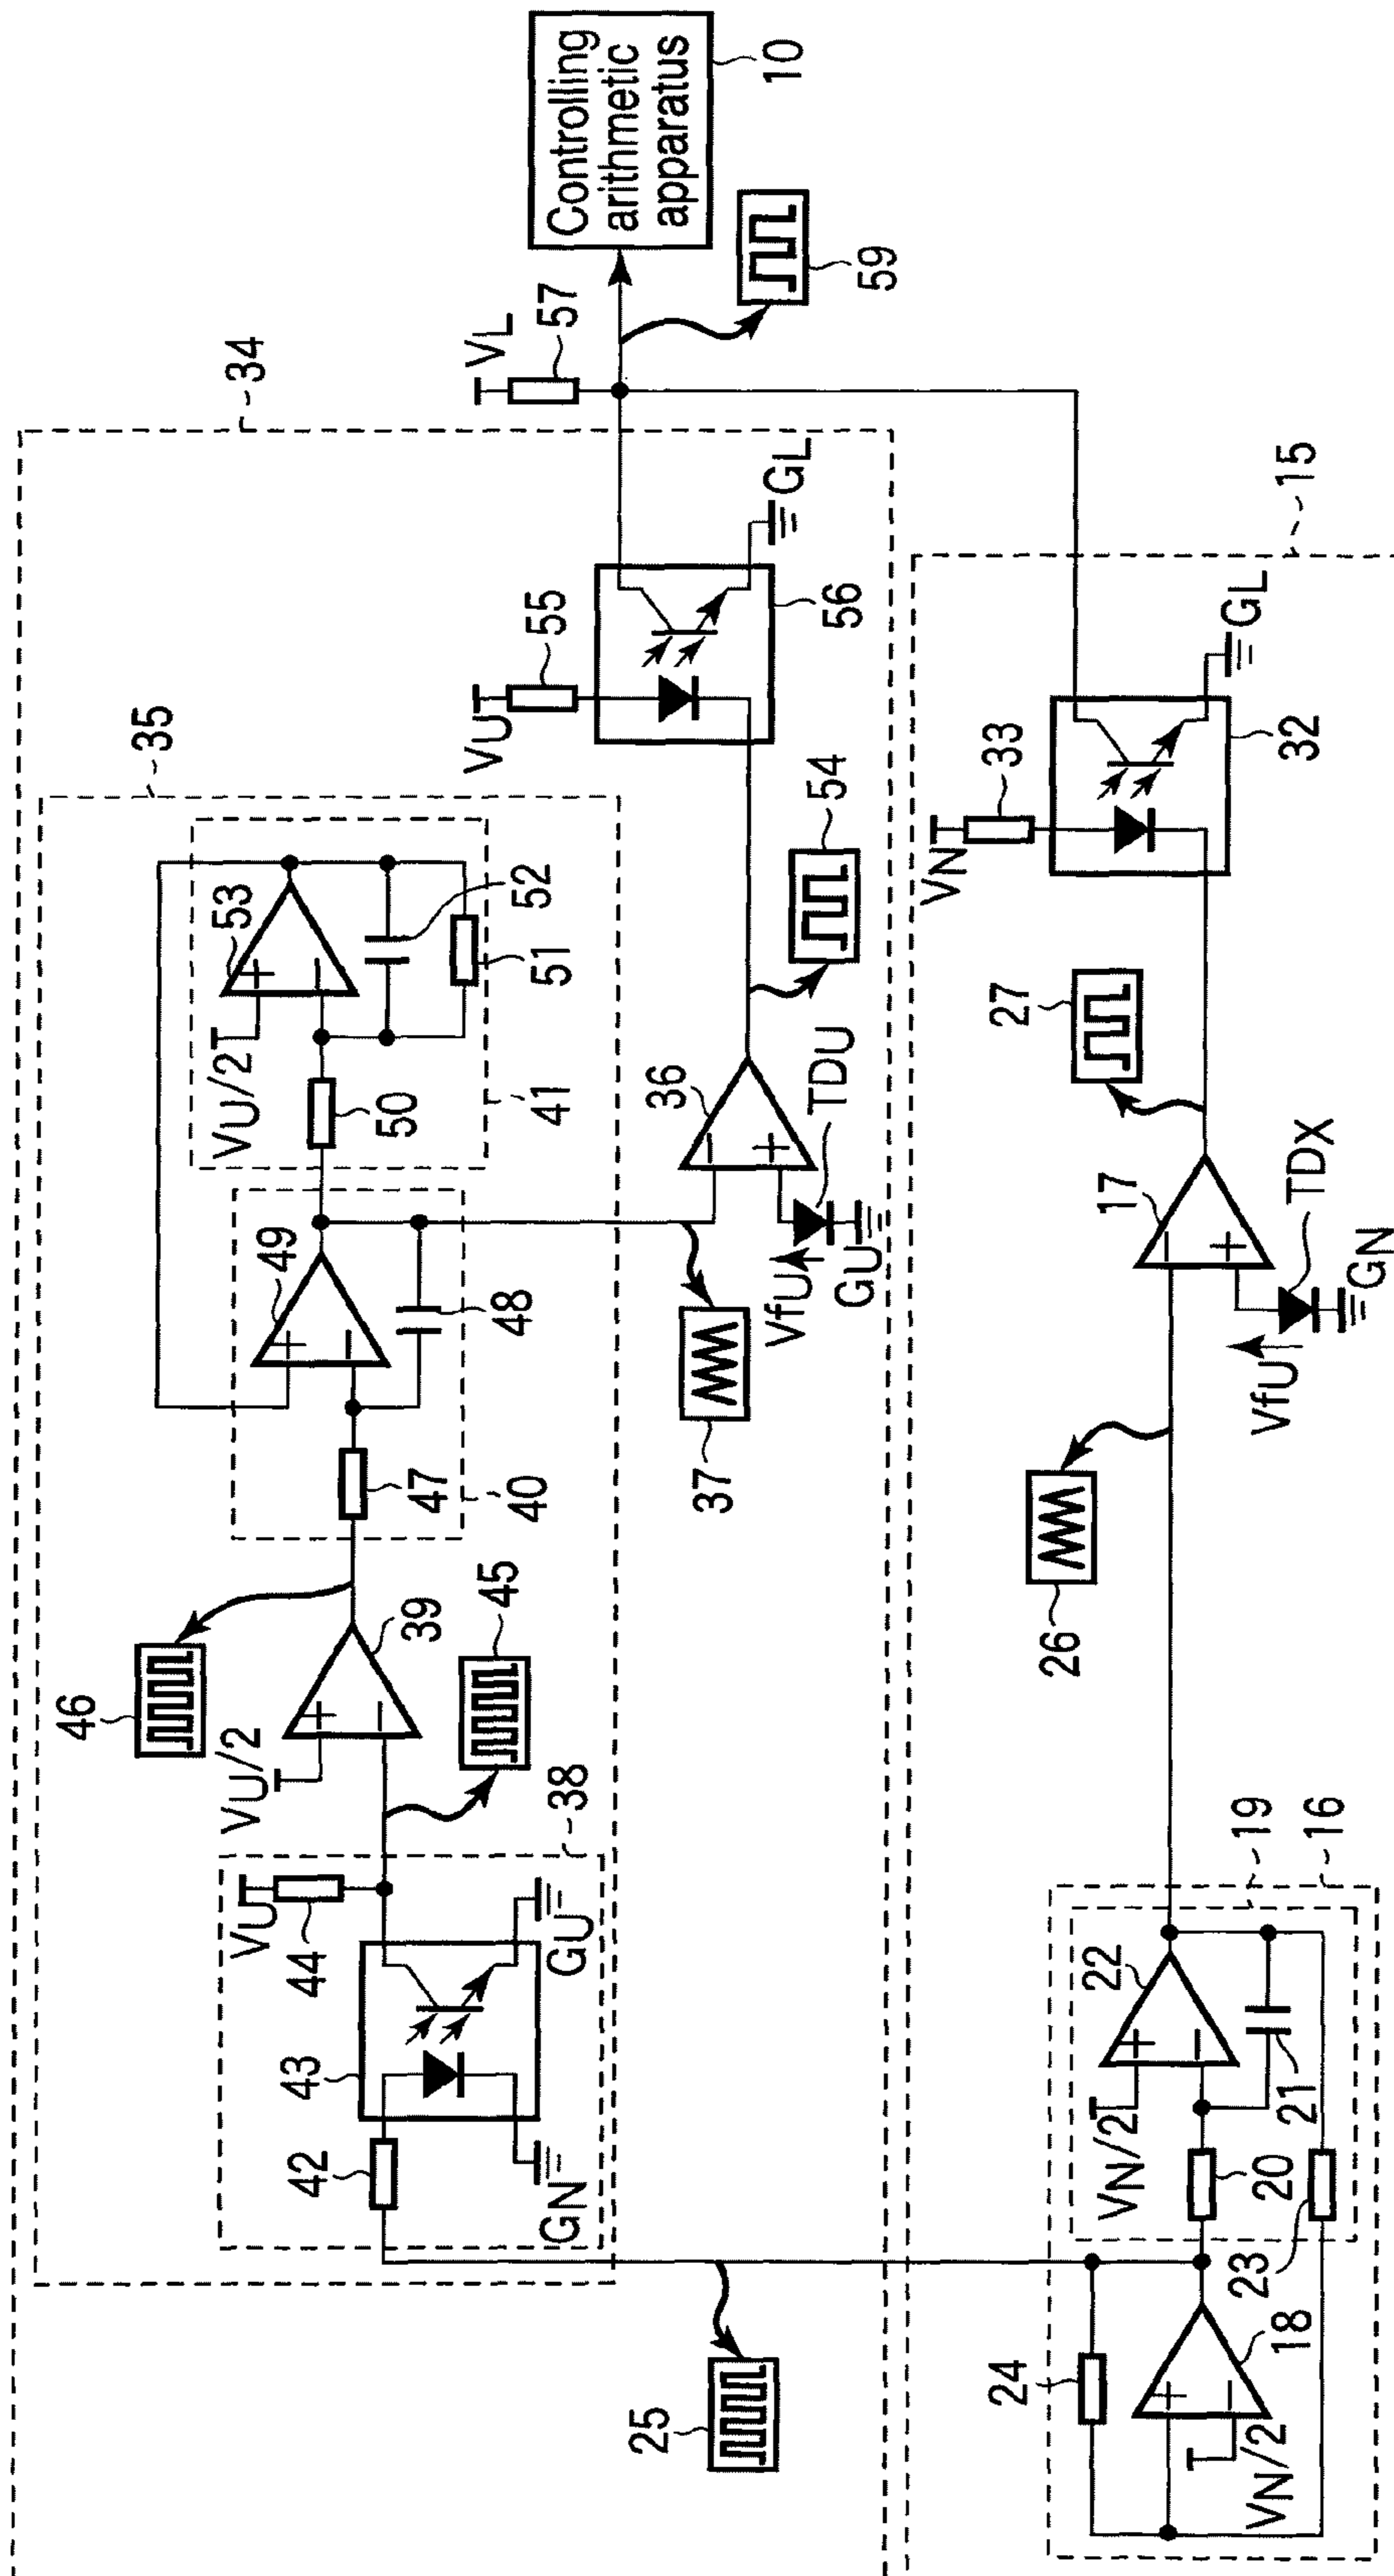 Controlling
arithmetic
apparatus
10
59
57
VL
34
GL
56
55
VU
35
54
53
VU/2
52
51
50
41
36
TDU
VfU
GU
49
48
47
40
37
46
39
45
VU/2
38
VU
44
GU
43
42
GN
25
15
GL
32
33
VN
27
17
TDX
VfU
GN
26
19
16
22
VN/2
21
20
23
24
18
VN/2